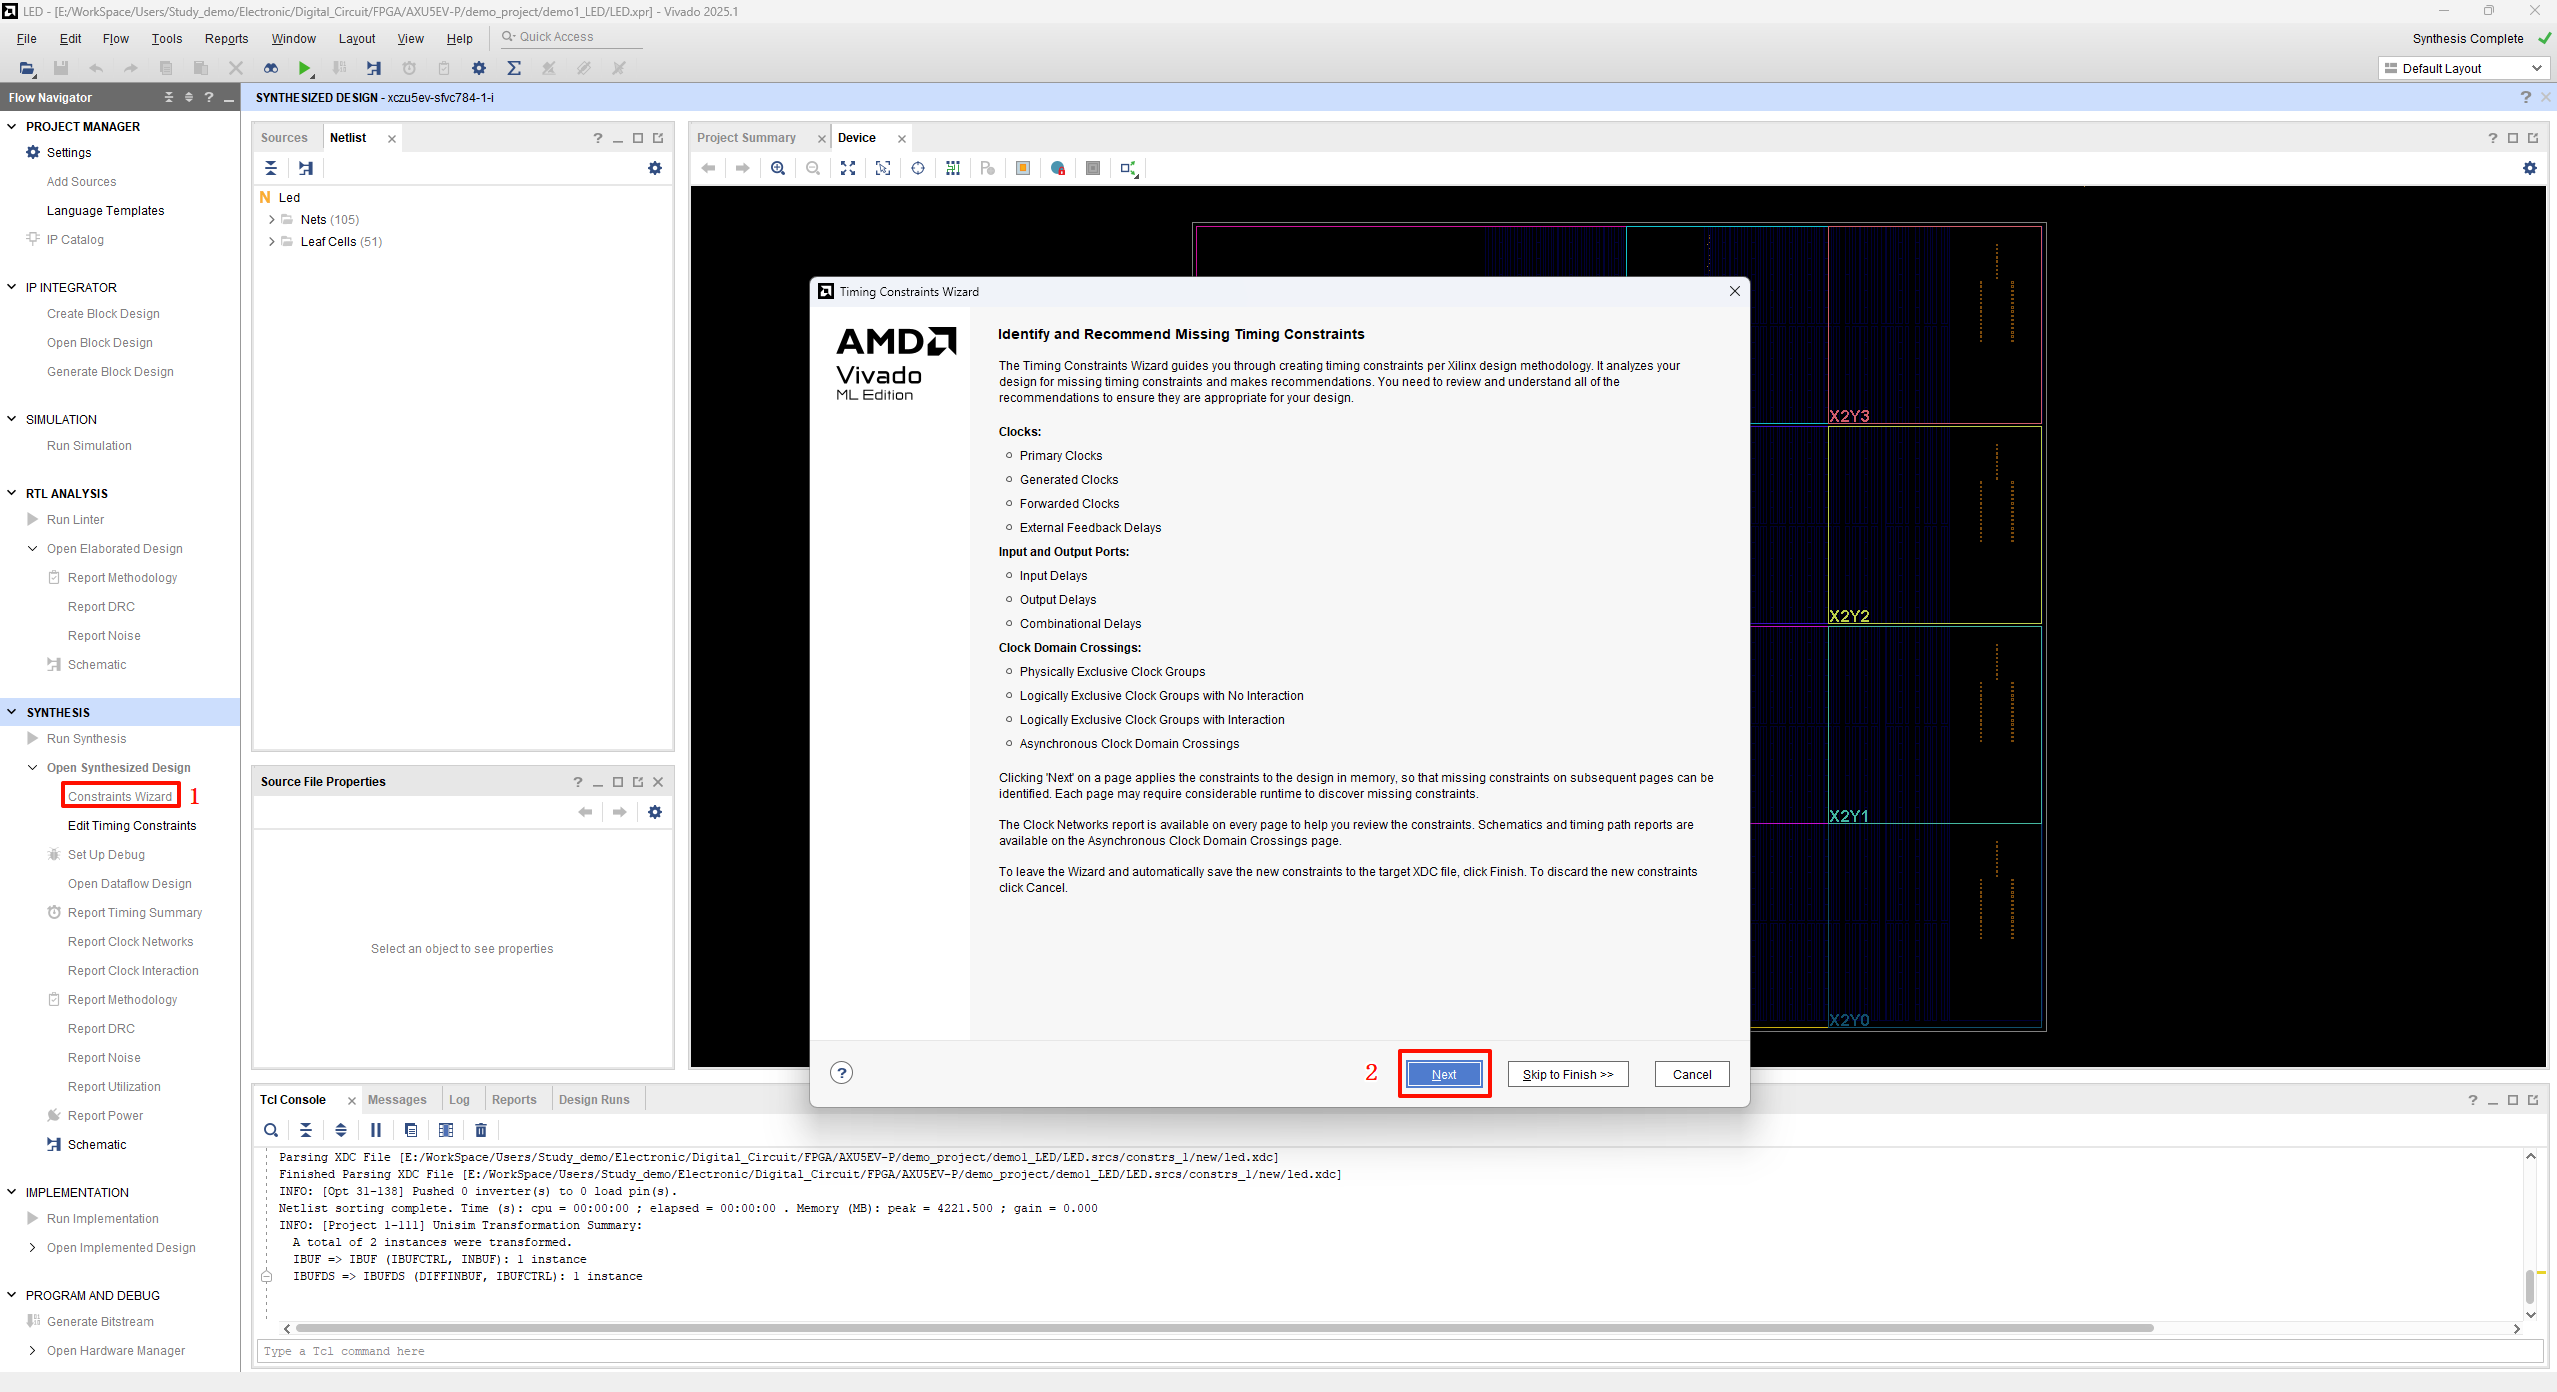 LED - [E:/WorkSpace/Users/Study_demo/Electronic/Digital_Circuit/FPGA/AXU5EV-P/demo_project/demo1_LED/LED.xpr] - Vivado 2025.1
File Edit Flow Tools Reports Window Layout View Help Quick Access Synthesis Complete
Default Layout
Flow Navigator
SYNTHESIZED DESIGN - xczu5ev-sfvc784-1-i
PROJECT MANAGER
Settings
Add Sources
Language Templates
IP Catalog
IP INTEGRATOR
Create Block Design
Open Block Design
Generate Block Design
SIMULATION
Run Simulation
RTL ANALYSIS
Run Linter
Open Elaborated Design
Report Methodology
Report DRC
Report Noise
Schematic
SYNTHESIS
Run Synthesis
Open Synthesized Design
Constraints Wizard 1
Edit Timing Constraints
Set Up Debug
Open Dataflow Design
Report Timing Summary
Report Clock Networks
Report Clock Interaction
Report Methodology
Report DRC
Report Noise
Report Utilization
Report Power
Schematic
IMPLEMENTATION
Run Implementation
Open Implemented Design
PROGRAM AND DEBUG
Generate Bitstream
Open Hardware Manager
Sources Netlist
N Led
Nets (105)
Leaf Cells (51)
Source File Properties
Select an object to see properties
Project Summary Device
X2Y3
X2Y2
X2Y1
X2Y0
Timing Constraints Wizard
AMD
Vivado
ML Edition
Identify and Recommend Missing Timing Constraints
The Timing Constraints Wizard guides you through creating timing constraints per Xilinx design methodology. It analyzes your
design for missing timing constraints and makes recommendations. You need to review and understand all of the
recommendations to ensure they are appropriate for your design.
Clocks:
Primary Clocks
Generated Clocks
Forwarded Clocks
External Feedback Delays
Input and Output Ports:
Input Delays
Output Delays
Combinational Delays
Clock Domain Crossings:
Physically Exclusive Clock Groups
Logically Exclusive Clock Groups with No Interaction
Logically Exclusive Clock Groups with Interaction
Asynchronous Clock Domain Crossings
Clicking 'Next' on a page applies the constraints to the design in memory, so that missing constraints on subsequent pages can be
identified. Each page may require considerable runtime to discover missing constraints.
The Clock Networks report is available on every page to help you review the constraints. Schematics and timing path reports are
available on the Asynchronous Clock Domain Crossings page.
To leave the Wizard and automatically save the new constraints to the target XDC file, click Finish. To discard the new constraints
click Cancel.
2 Next Skip to Finish >> Cancel
Tcl Console Messages Log Reports Design Runs
Parsing XDC File [E:/WorkSpace/Users/Study_demo/Electronic/Digital_Circuit/FPGA/AXU5EV-P/demo_project/demo1_LED/LED.srcs/constrs_1/new/led.xdc]
Finished Parsing XDC File [E:/WorkSpace/Users/Study_demo/Electronic/Digital_Circuit/FPGA/AXU5EV-P/demo_project/demo1_LED/LED.srcs/constrs_1/new/led.xdc]
INFO: [Opt 31-138] Pushed 0 inverter(s) to 0 load pin(s).
Netlist sorting complete. Time (s): cpu = 00:00:00 ; elapsed = 00:00:00 . Memory (MB): peak = 4221.500 ; gain = 0.000
INFO: [Project 1-111] Unisim Transformation Summary:
A total of 2 instances were transformed.
IBUF => IBUF (IBUFCTRL, INBUF): 1 instance
IBUFDS => IBUFDS (DIFFINBUF, IBUFCTRL): 1 instance
Type a Tcl command here